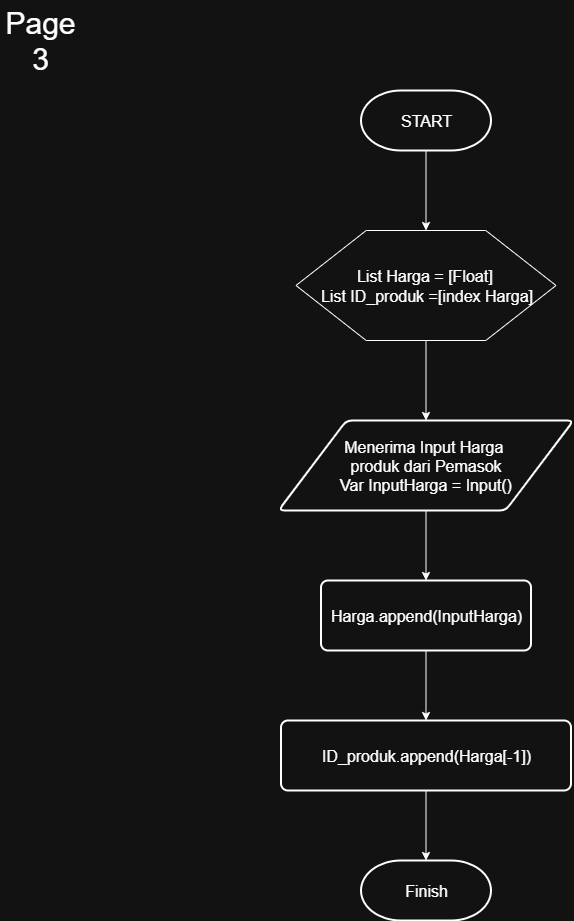 Page
3
START
List Harga = [Float]
List ID_produk =[index Harga]
Menerima Input Harga
produk dari Pemasok
Var InputHarga = Input()
Harga.append(InputHarga)
ID_produk.append(Harga[-1])
Finish